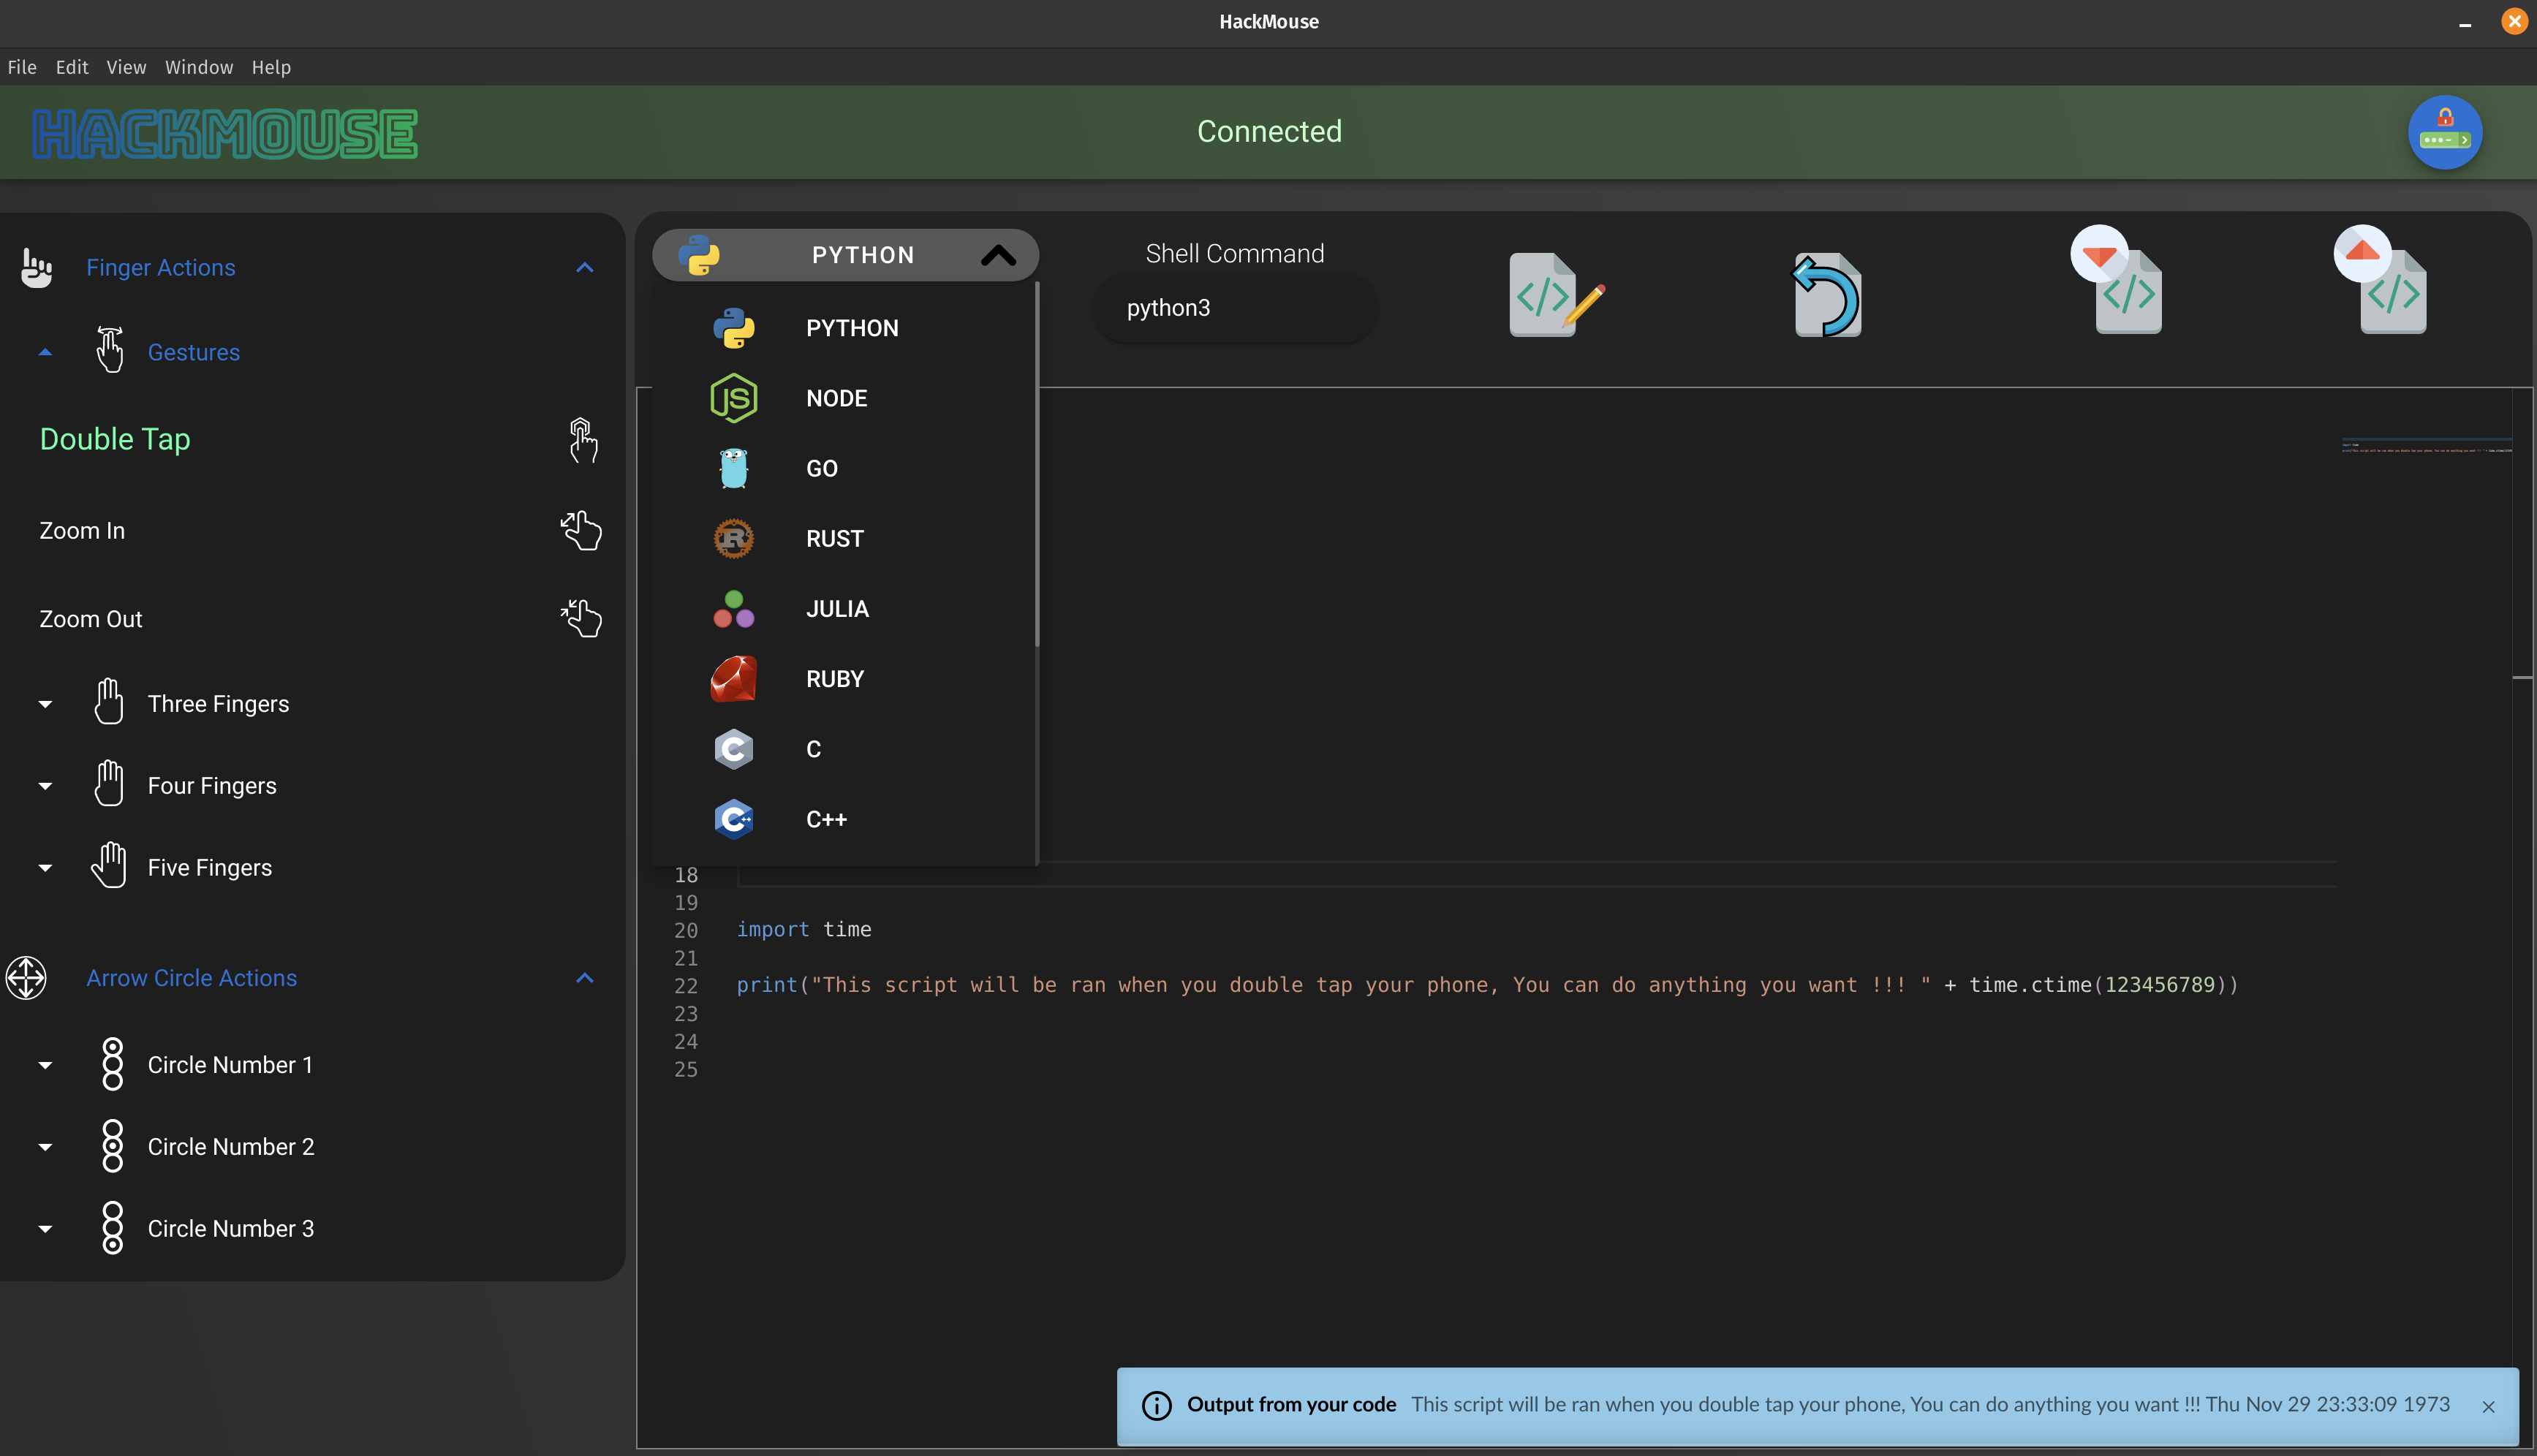 HackMouse
File Edit View Window Help
HACKMOUSE
Connected
Finger Actions
Gestures
Double Tap
Zoom In
Zoom Out
Three Fingers
Four Fingers
Five Fingers
Arrow Circle Actions
Circle Number 1
Circle Number 2
Circle Number 3
PYTHON
PYTHON
NODE
GO
RUST
JULIA
RUBY
C
C++
Shell Command
python3
18
19
20 import time
21
22 print("This script will be ran when you double tap your phone, You can do anything you want !!! " + time.ctime(123456789))
23
24
25
Output from your code This script will be ran when you double tap your phone, You can do anything you want !!! Thu Nov 29 23:33:09 1973